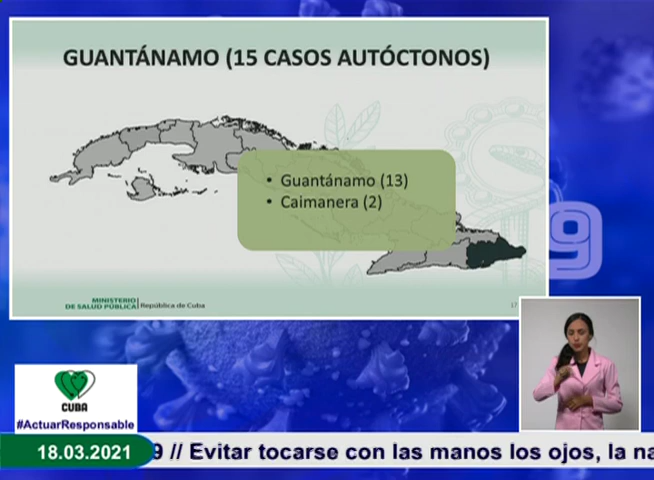 GUANTÁNAMO (15 CASOS AUTÓCTONOS)
• Guantánamo (13)
• Caimanera (2)
MINISTERIO
DE SALUD PÚBLICA
República de Cuba
17
9
CUBA
#ActuarResponsable
18.03.2021
9 // Evitar tocarse con las manos los ojos, la na